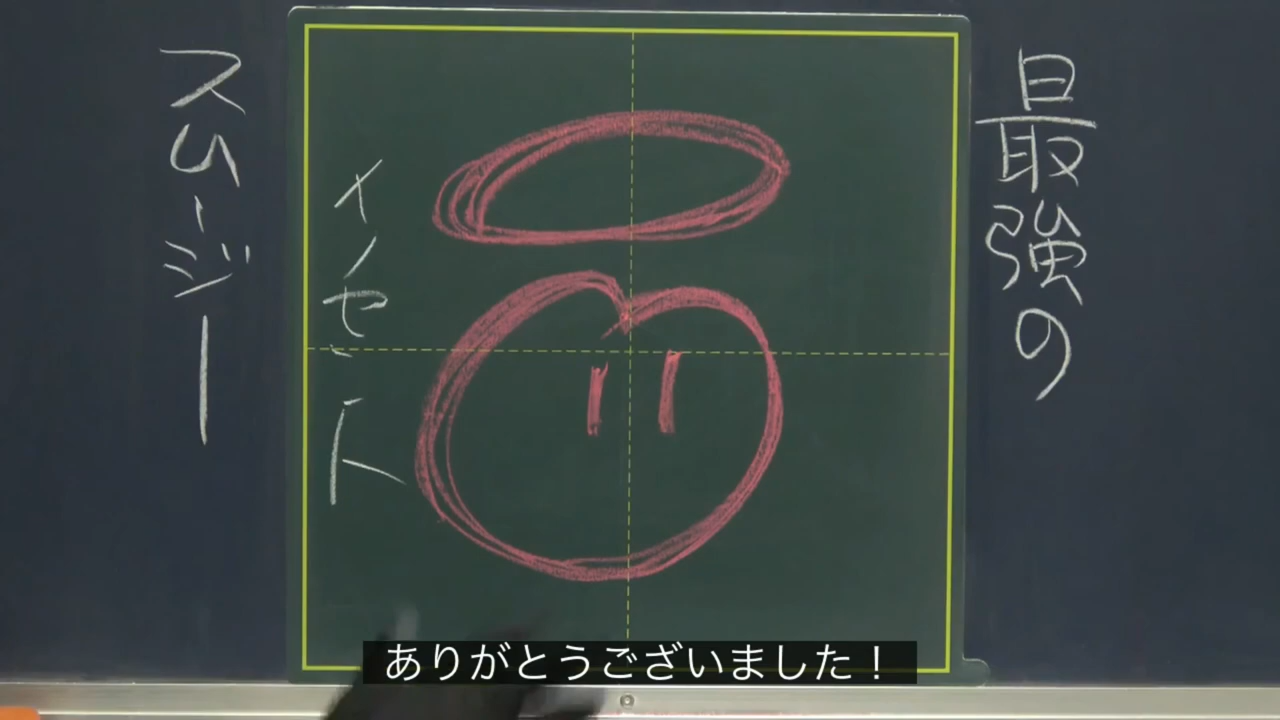 最強の
イノセント
スムージー
ありがとうございました!